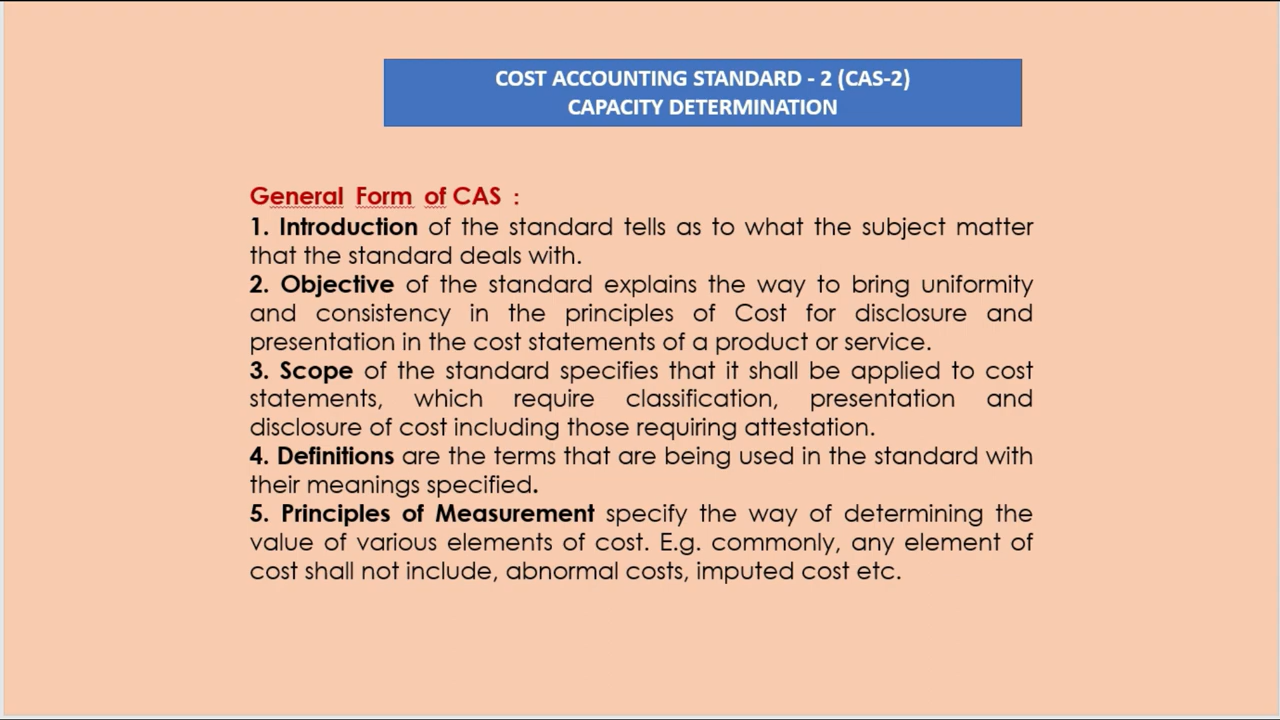 COST ACCOUNTING STANDARD - 2 (CAS-2)
CAPACITY DETERMINATION
General Form of CAS :
1. Introduction of the standard tells as to what the subject matter
that the standard deals with.
2. Objective of the standard explains the way to bring uniformity
and consistency in the principles of Cost for disclosure and
presentation in the cost statements of a product or service.
3. Scope of the standard specifies that it shall be applied to cost
statements, which require classification, presentation and
disclosure of cost including those requiring attestation.
4. Definitions are the terms that are being used in the standard with
their meanings specified.
5. Principles of Measurement specify the way of determining the
value of various elements of cost. E.g. commonly, any element of
cost shall not include, abnormal costs, imputed cost etc.